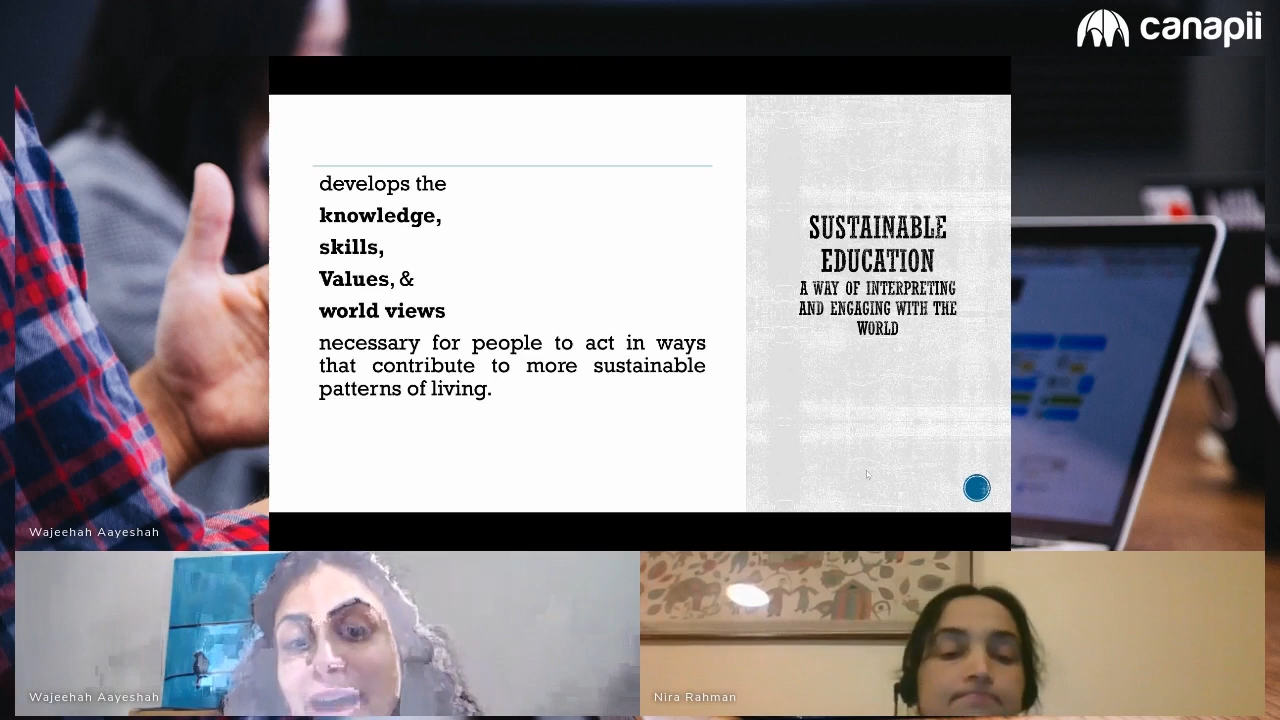 canapii
develops the
knowledge,
skills,
Values, &
world views
necessary for people to act in ways
that contribute to more sustainable
patterns of living.
SUSTAINABLE
EDUCATION
A WAY OF INTERPRETING
AND ENGAGING WITH THE
WORLD
Wajeehah Aayeshah
Wajeehah Aayeshah
Nira Rahman